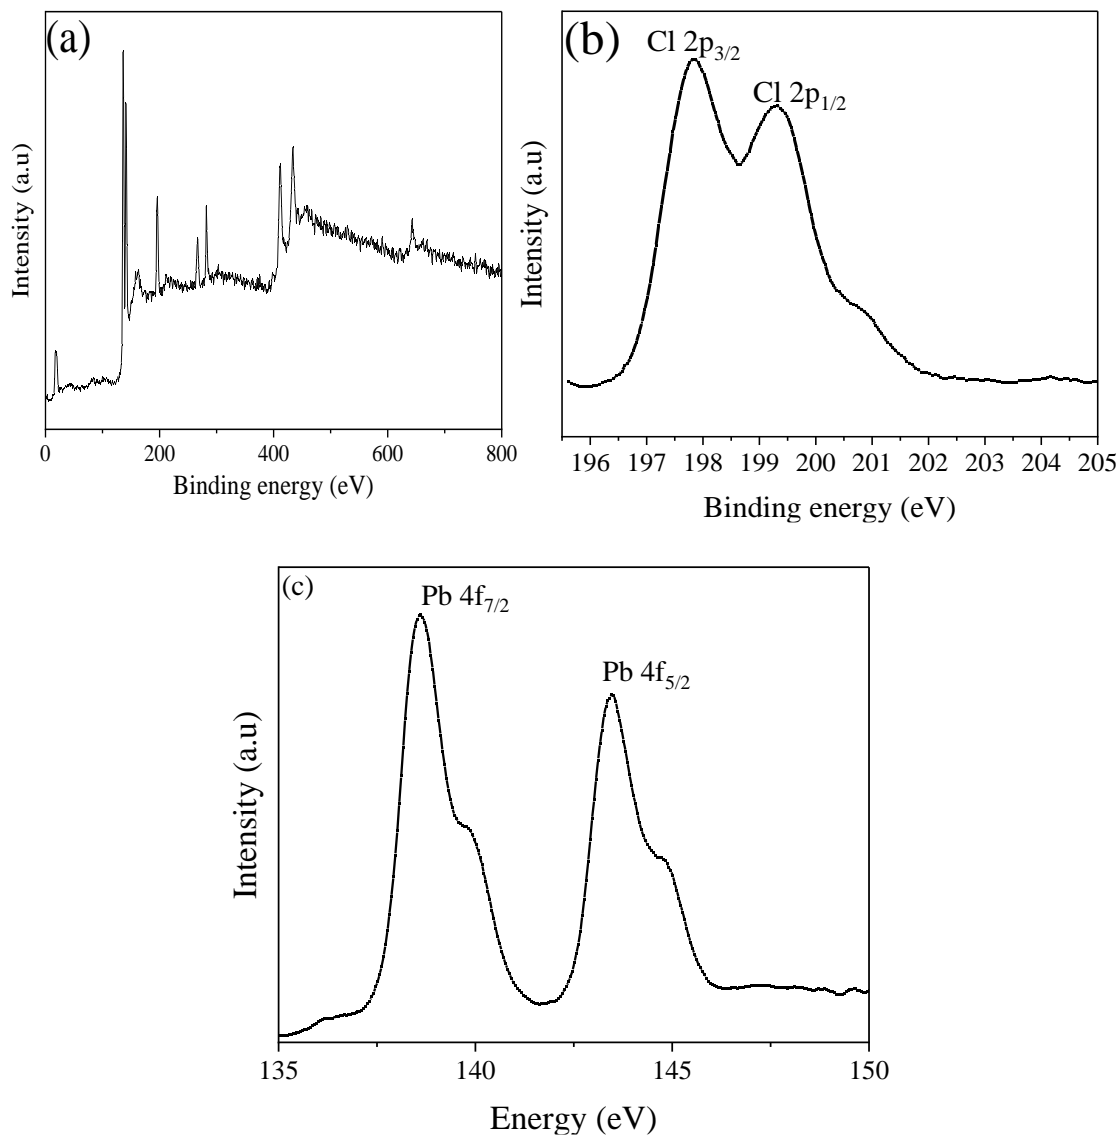 (a)
Intensity (a.u)
0 200 400 600 800
Binding energy (eV)
(b)
Cl 2p3/2
Cl 2p1/2
Intensity (a.u)
196 197 198 199 200 201 202 203 204 205
Binding energy (eV)
(c)
Pb 4f7/2
Pb 4f5/2
Intensity (a.u)
135 140 145 150
Energy (eV)